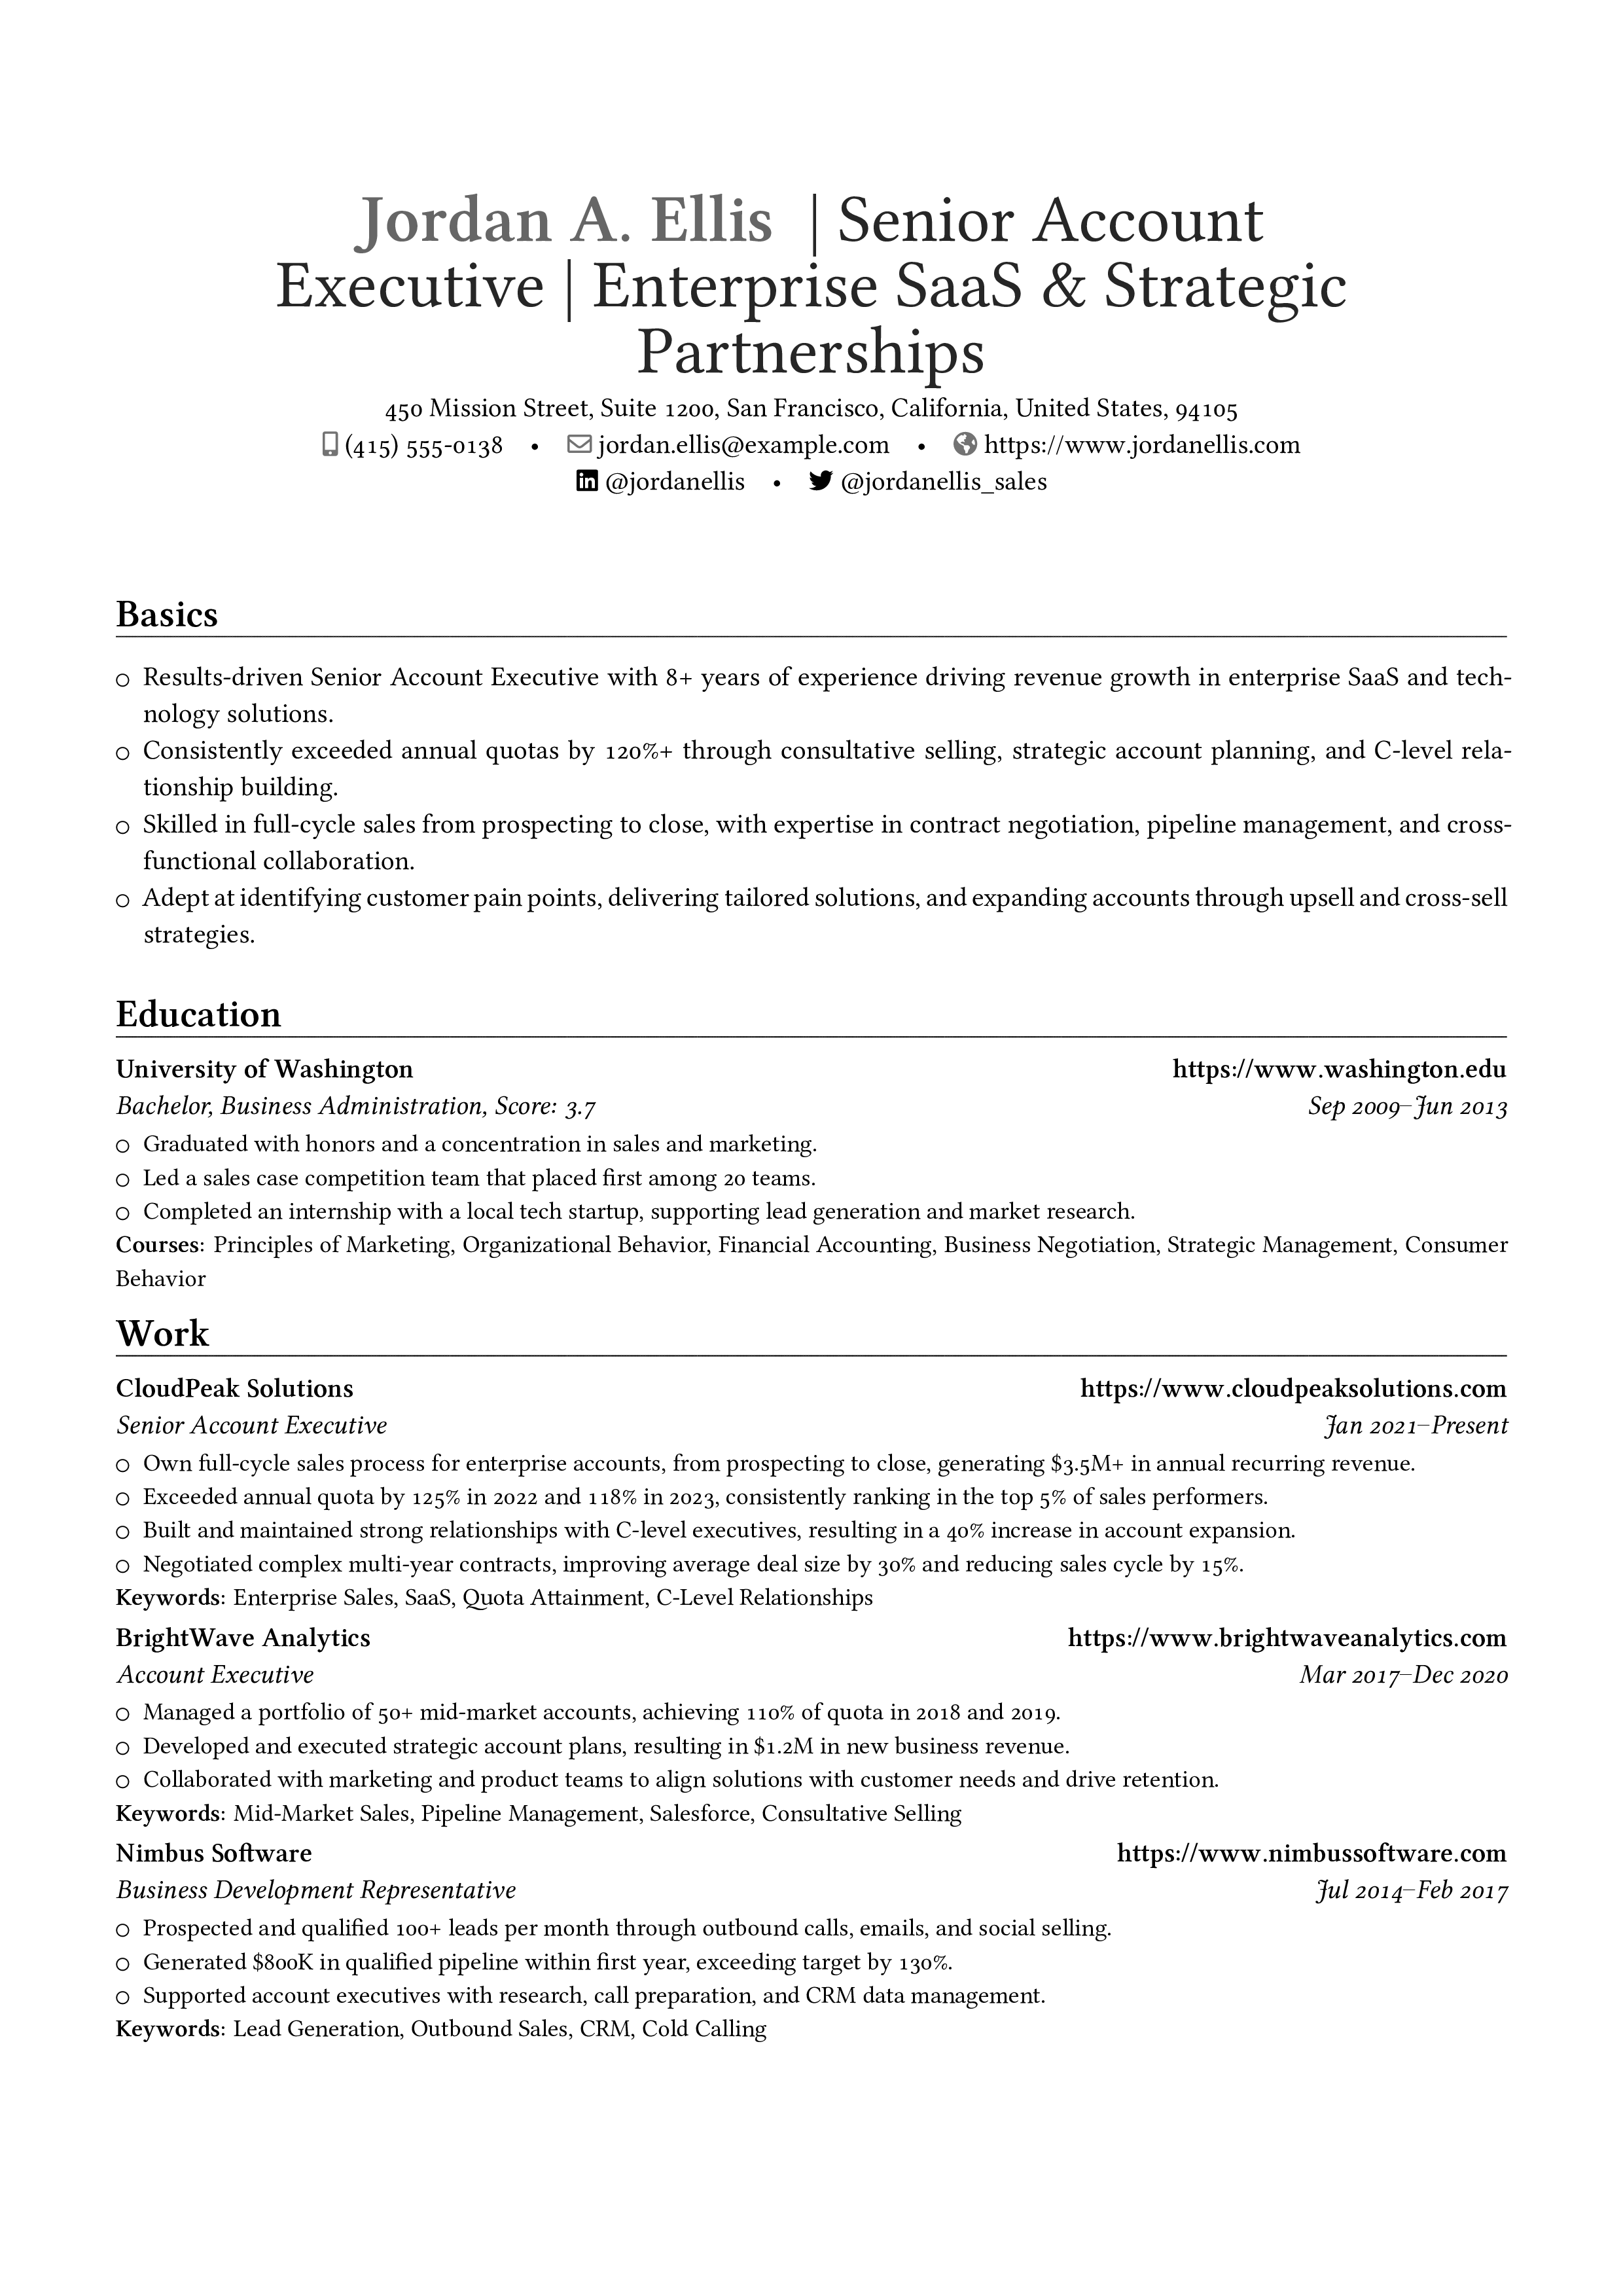 Jordan A. Ellis | Senior Account
Executive | Enterprise SaaS & Strategic
Partnerships
450 Mission Street, Suite 1200, San Francisco, California, United States, 94105
(415) 555-0138 • jordan.ellis@example.com • https://www.jordanellis.com
@jordanellis • @jordanellis_sales
Basics
○ Results-driven Senior Account Executive with 8+ years of experience driving revenue growth in enterprise SaaS and tech-
nology solutions.
○ Consistently exceeded annual quotas by 120%+ through consultative selling, strategic account planning, and C-level rela-
tionship building.
○ Skilled in full-cycle sales from prospecting to close, with expertise in contract negotiation, pipeline management, and cross-
functional collaboration.
○ Adept at identifying customer pain points, delivering tailored solutions, and expanding accounts through upsell and cross-sell
strategies.
Education
University of Washington https://www.washington.edu
Bachelor, Business Administration, Score: 3.7 Sep 2009–Jun 2013
○ Graduated with honors and a concentration in sales and marketing.
○ Led a sales case competition team that placed first among 20 teams.
○ Completed an internship with a local tech startup, supporting lead generation and market research.
Courses: Principles of Marketing, Organizational Behavior, Financial Accounting, Business Negotiation, Strategic Management, Consumer
Behavior
Work
CloudPeak Solutions https://www.cloudpeaksolutions.com
Senior Account Executive Jan 2021–Present
○ Own full-cycle sales process for enterprise accounts, from prospecting to close, generating $3.5M+ in annual recurring revenue.
○ Exceeded annual quota by 125% in 2022 and 118% in 2023, consistently ranking in the top 5% of sales performers.
○ Built and maintained strong relationships with C-level executives, resulting in a 40% increase in account expansion.
○ Negotiated complex multi-year contracts, improving average deal size by 30% and reducing sales cycle by 15%.
Keywords: Enterprise Sales, SaaS, Quota Attainment, C-Level Relationships
BrightWave Analytics https://www.brightwaveanalytics.com
Account Executive Mar 2017–Dec 2020
○ Managed a portfolio of 50+ mid-market accounts, achieving 110% of quota in 2018 and 2019.
○ Developed and executed strategic account plans, resulting in $1.2M in new business revenue.
○ Collaborated with marketing and product teams to align solutions with customer needs and drive retention.
Keywords: Mid-Market Sales, Pipeline Management, Salesforce, Consultative Selling
Nimbus Software https://www.nimbussoftware.com
Business Development Representative Jul 2014–Feb 2017
○ Prospected and qualified 100+ leads per month through outbound calls, emails, and social selling.
○ Generated $800K in qualified pipeline within first year, exceeding target by 130%.
○ Supported account executives with research, call preparation, and CRM data management.
Keywords: Lead Generation, Outbound Sales, CRM, Cold Calling